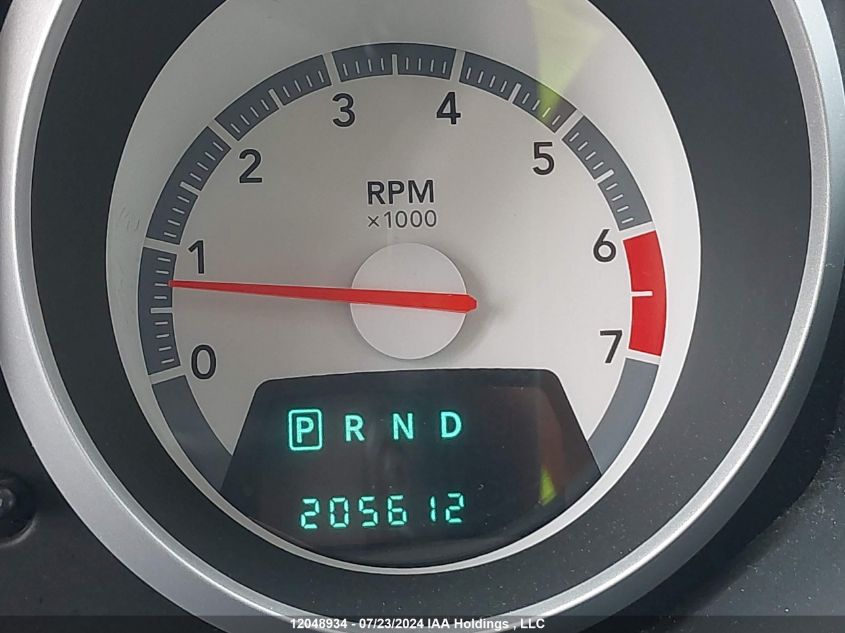 0 1 2 3 4 5 6 7
RPM
×1000
P R N D
205612
12048934 - 07/23/2024 IAA Holdings , LLC